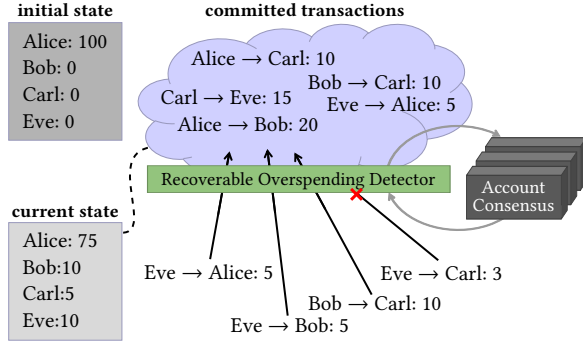 initial state
Alice: 100
Bob: 0
Carl: 0
Eve: 0
committed transactions
Alice → Carl: 10
Bob → Carl: 10
Carl → Eve: 15
Eve → Alice: 5
Alice → Bob: 20
Recoverable Overspending Detector
Account
Consensus
current state
Alice: 75
Bob:10
Carl:5
Eve:10
Eve → Alice: 5
Eve → Carl: 3
Bob → Carl: 10
Eve → Bob: 5